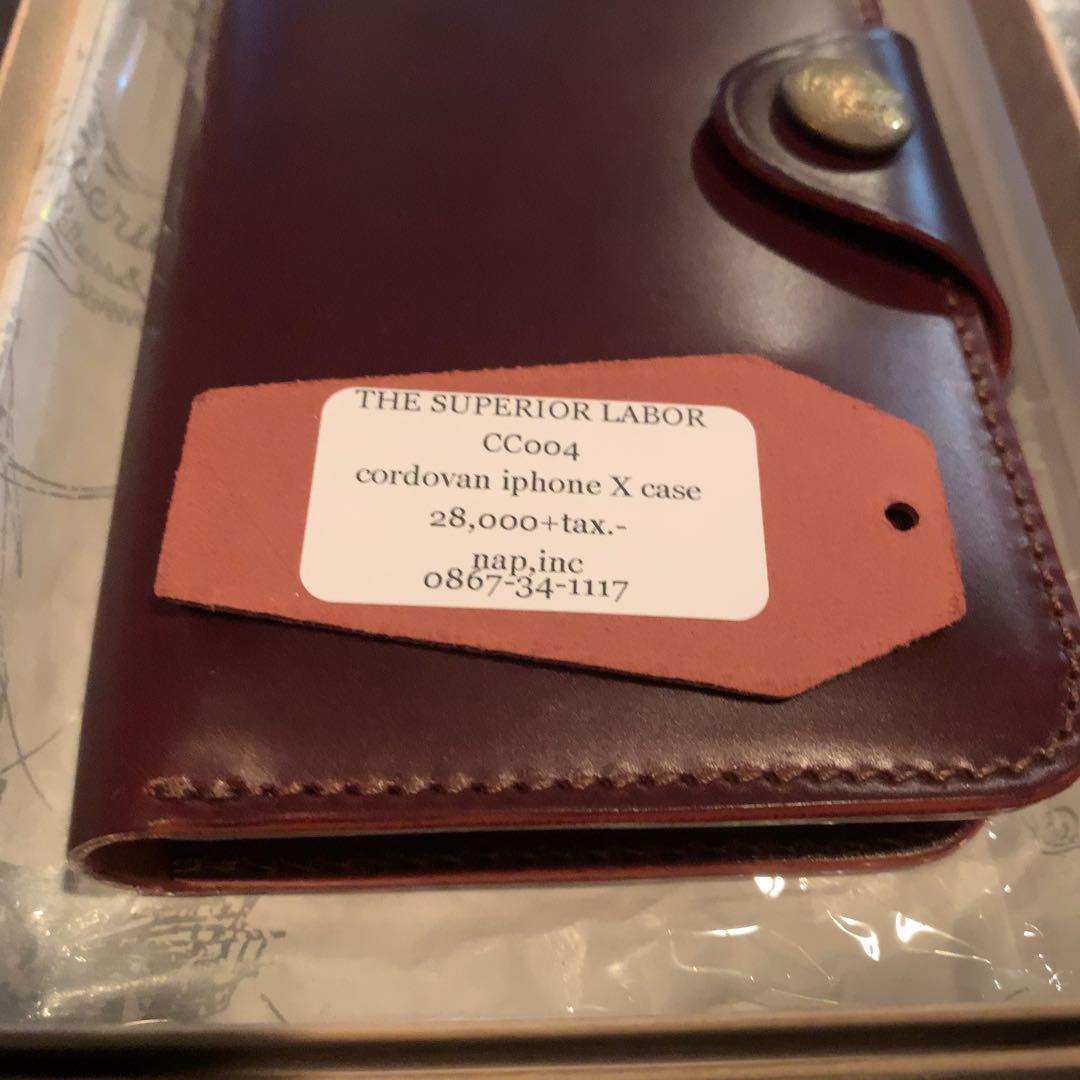 THE SUPERIOR LABOR
CC004
cordovan iphone X case
28,000+tax.-
nap,inc
0867-34-1117